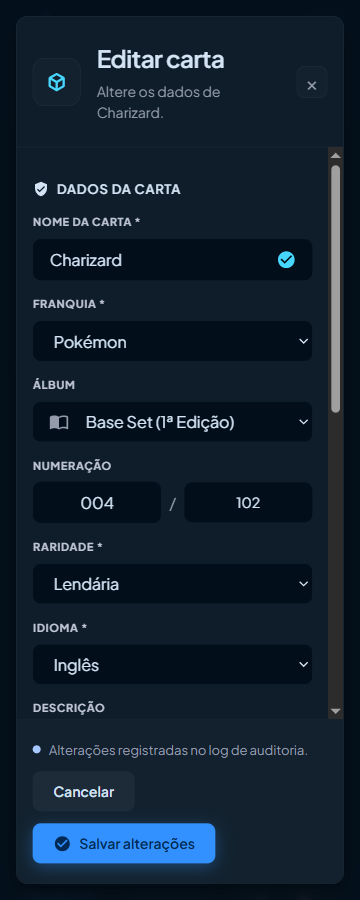 Editar carta
Altere os dados de
Charizard.
×
DADOS DA CARTA
NOME DA CARTA *
Charizard
FRANQUIA *
Pokémon
ÁLBUM
Base Set (1ª Edição)
NUMERAÇÃO
004 / 102
RARIDADE *
Lendária
IDIOMA *
Inglês
DESCRIÇÃO
Alterações registradas no log de auditoria.
Cancelar
Salvar alterações